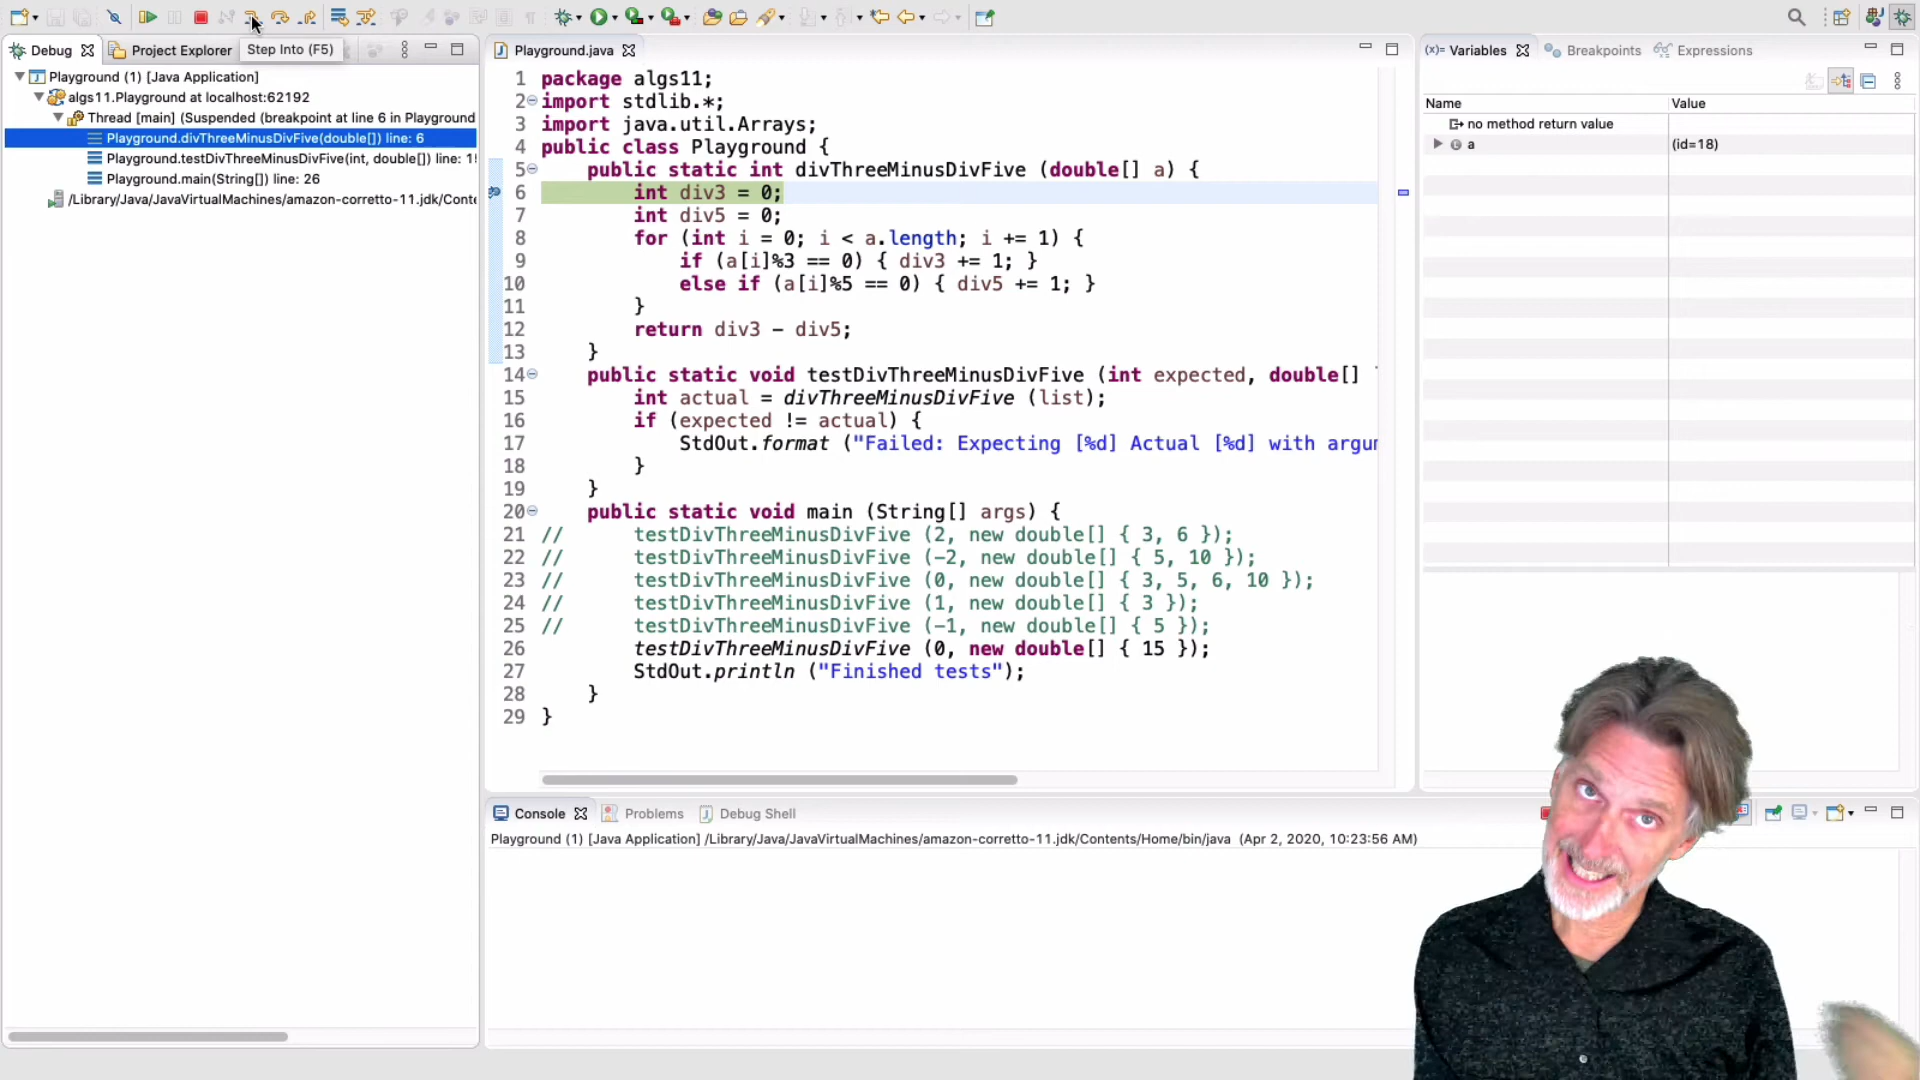 Debug
Project Explorer
Step Into (F5)
Playground (1) [Java Application]
algs11.Playground at localhost:62192
Thread [main] (Suspended (breakpoint at line 6 in Playground
Playground.divThreeMinusDivFive(double[]) line: 6
Playground.testDivThreeMinusDivFive(int, double[]) line: 1
Playground.main(String[]) line: 26
/Library/Java/JavaVirtualMachines/amazon-corretto-11.jdk/Conte
Playground.java
1 package algs11;
2 import stdlib.*;
3 import java.util.Arrays;
4 public class Playground {
5 public static int divThreeMinusDivFive (double[] a) {
6 int div3 = 0;
7 int div5 = 0;
8 for (int i = 0; i < a.length; i += 1) {
9 if (a[i]%3 == 0) { div3 += 1; }
10 else if (a[i]%5 == 0) { div5 += 1; }
11 }
12 return div3 - div5;
13 }
14 public static void testDivThreeMinusDivFive (int expected, double[]
15 int actual = divThreeMinusDivFive (list);
16 if (expected != actual) {
17 StdOut.format ("Failed: Expecting [%d] Actual [%d] with argu
18 }
19 }
20 public static void main (String[] args) {
21 // testDivThreeMinusDivFive (2, new double[] { 3, 6 });
22 // testDivThreeMinusDivFive (-2, new double[] { 5, 10 });
23 // testDivThreeMinusDivFive (0, new double[] { 3, 5, 6, 10 });
24 // testDivThreeMinusDivFive (1, new double[] { 3 });
25 // testDivThreeMinusDivFive (-1, new double[] { 5 });
26 testDivThreeMinusDivFive (0, new double[] { 15 });
27 StdOut.println ("Finished tests");
28 }
29 }
(x)= Variables
Breakpoints
Expressions
Name Value
no method return value
a (id=18)
Console
Problems
Debug Shell
Playground (1) [Java Application] /Library/Java/JavaVirtualMachines/amazon-corretto-11.jdk/Contents/Home/bin/java (Apr 2, 2020, 10:23:56 AM)